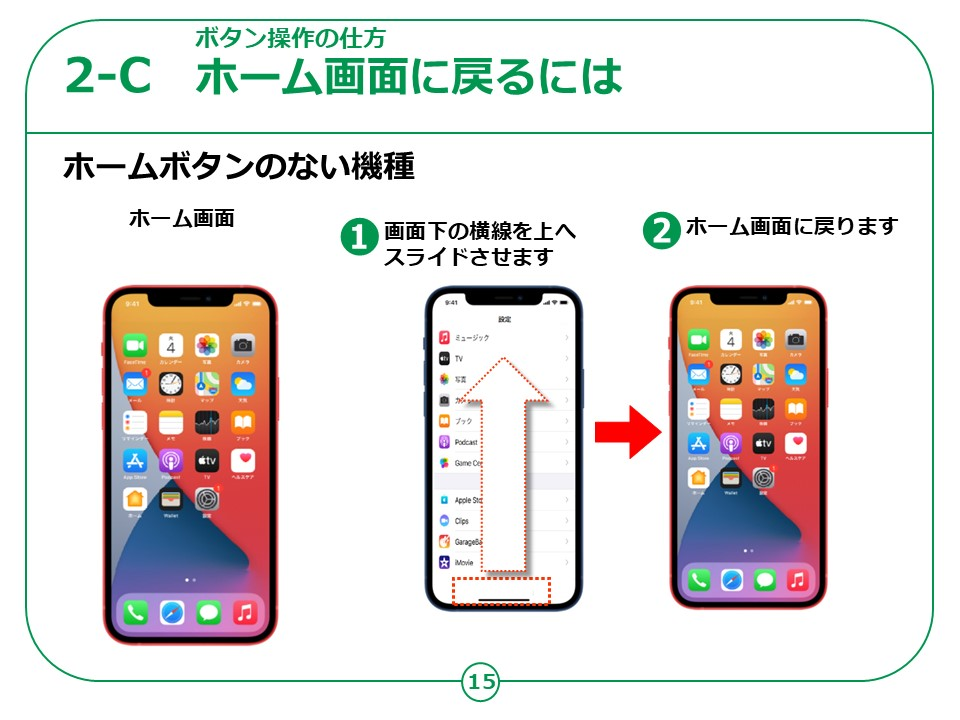 ボタン操作の仕方
2-C ホーム画面に戻るには
ホームボタンのない機種
ホーム画面
1 画面下の横線を上へ
スライドさせます
2 ホーム画面に戻ります
9:41
FaceTime カレンダー 写真 カメラ
4
メール 時計 マップ 天気
リマインダー メモ 株価 ブック
App Store Podcast TV ヘルスケア
ホーム Wallet 設定
9:41
設定
ミュージック
TV
写真
ブック
Podcast
Game Ce
Apple Sto
Clips
GarageBa
iMovie
9:41
4
FaceTime カレンダー 写真 カメラ
メール 時計 マップ 天気
リマインダー メモ 株価 ブック
App Store Podcast TV ヘルスケア
ホーム Wallet 設定
15